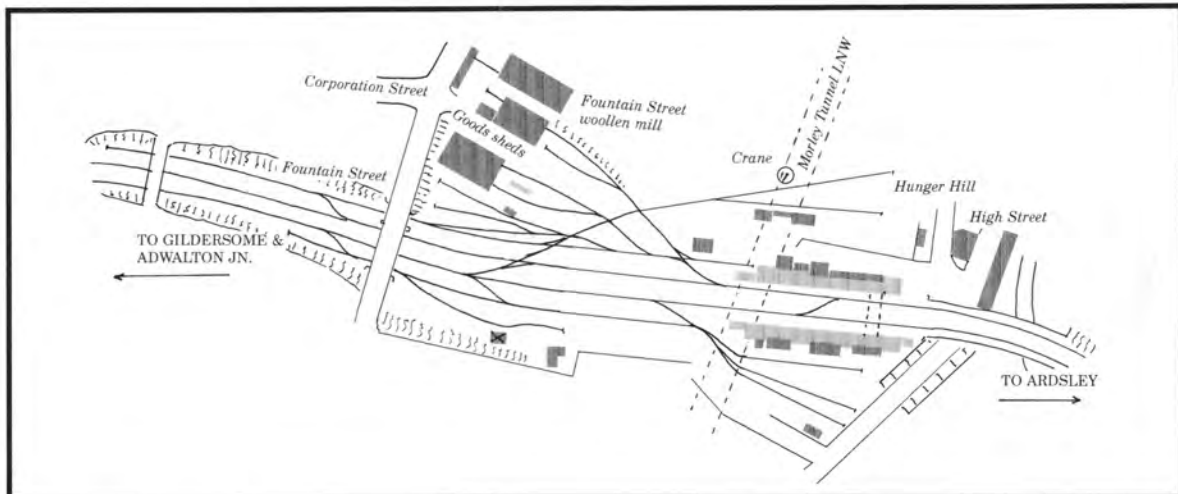 Corporation Street
Fountain Street
woollen mill
Goods sheds
Morley Tunnel LNW
Crane
Fountain Street
Hunger Hill
High Street
TO GILDERSOME &
ADWALTON JN.
TO ARDSLEY